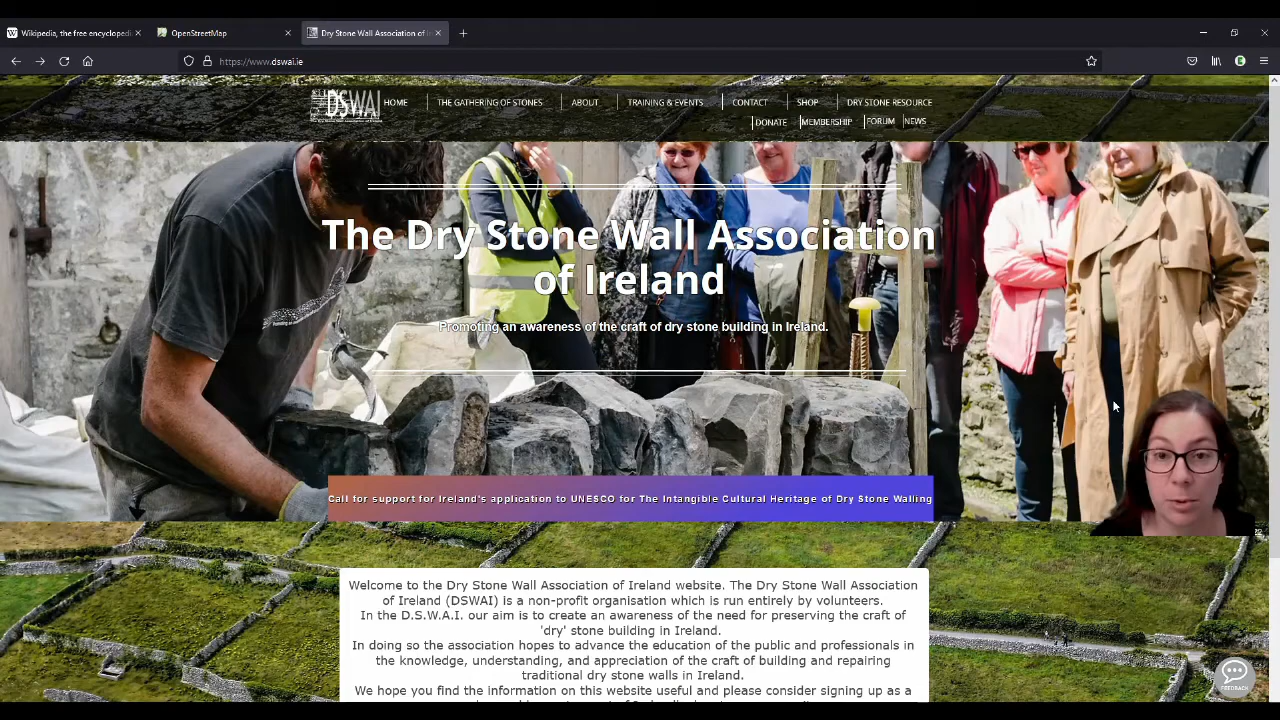 Wikipedia, the free encyclopedi
OpenStreetMap
Dry Stone Wall Association of Ir
https://www.dswai.ie
DSWAI
HOME
THE GATHERING OF STONES
ABOUT
TRAINING & EVENTS
CONTACT
SHOP
DRY STONE RESOURCE
DONATE
MEMBERSHIP
FORUM
NEWS
The Dry Stone Wall Association
of Ireland
Promoting an awareness of the craft of dry stone building in Ireland.
Call for support for Ireland's application to UNESCO for The Intangible Cultural Heritage of Dry Stone Walling
Welcome to the Dry Stone Wall Association of Ireland website. The Dry Stone Wall Association
of Ireland (DSWAI) is a non-profit organisation which is run entirely by volunteers.
In the D.S.W.A.I. our aim is to create an awareness of the need for preserving the craft of
'dry' stone building in Ireland.
In doing so the association hopes to advance the education of the public and professionals in
the knowledge, understanding, and appreciation of the craft of building and repairing
traditional dry stone walls in Ireland.
We hope you find the information on this website useful and please consider signing up as a
FEEDBACK